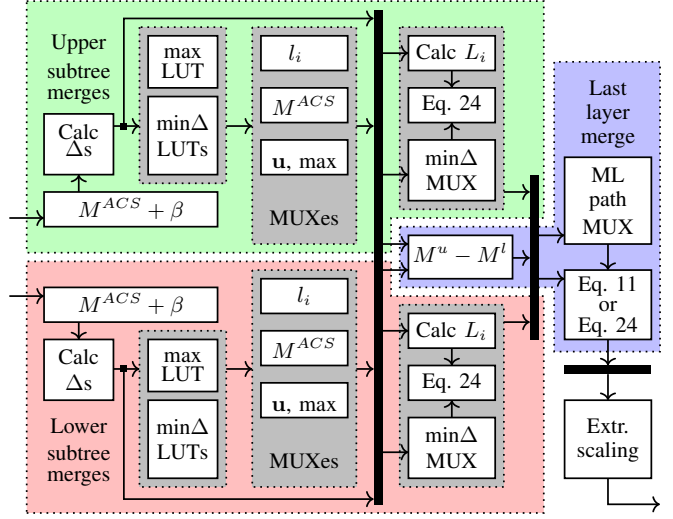 Upper
subtree
merges
max
LUT
minΔ
LUTs
Calc
Δs
M^{ACS} + β
l_i
M^{ACS}
u, max
MUXes
Calc L_i
Eq. 24
minΔ
MUX
M^u − M^l
Last
layer
merge
ML
path
MUX
Eq. 11
or
Eq. 24
Extr.
scaling
M^{ACS} + β
Calc
Δs
Lower
subtree
merges
max
LUT
minΔ
LUTs
l_i
M^{ACS}
u, max
MUXes
Calc L_i
Eq. 24
minΔ
MUX